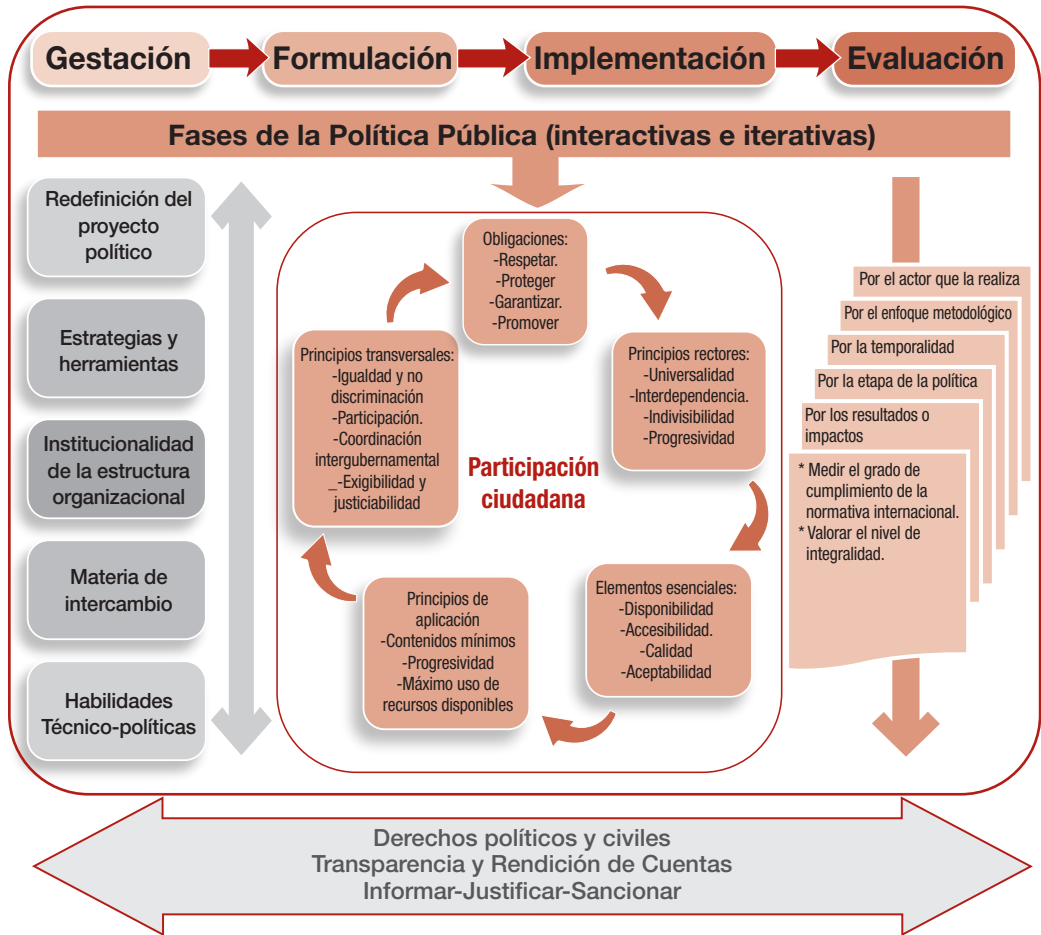 Gestación
Formulación
Implementación
Evaluación
Fases de la Política Pública (interactivas e iterativas)
Redefinición del
proyecto
político
Estrategias y
herramientas
Institucionalidad
de la estructura
organizacional
Materia de
intercambio
Habilidades
Técnico-políticas
Obligaciones:
-Respetar.
-Proteger
-Garantizar.
-Promover
Principios rectores:
-Universalidad
-Interdependencia.
-Indivisibilidad
-Progresividad
Elementos esenciales:
-Disponibilidad
-Accesibilidad.
-Calidad
-Aceptabilidad
Principios de
aplicación
-Contenidos mínimos
-Progresividad
-Máximo uso de
recursos disponibles
Principios transversales:
-Igualdad y no
discriminación
-Participación.
-Coordinación
intergubernamental
_-Exigibilidad y
justiciabilidad
Participación
ciudadana
Por el actor que la realiza
Por el enfoque metodológico
Por la temporalidad
Por la etapa de la política
Por los resultados o
impactos
* Medir el grado de
cumplimiento de la
normativa internacional.
* Valorar el nivel de
integralidad.
Derechos políticos y civiles
Transparencia y Rendición de Cuentas
Informar-Justificar-Sancionar